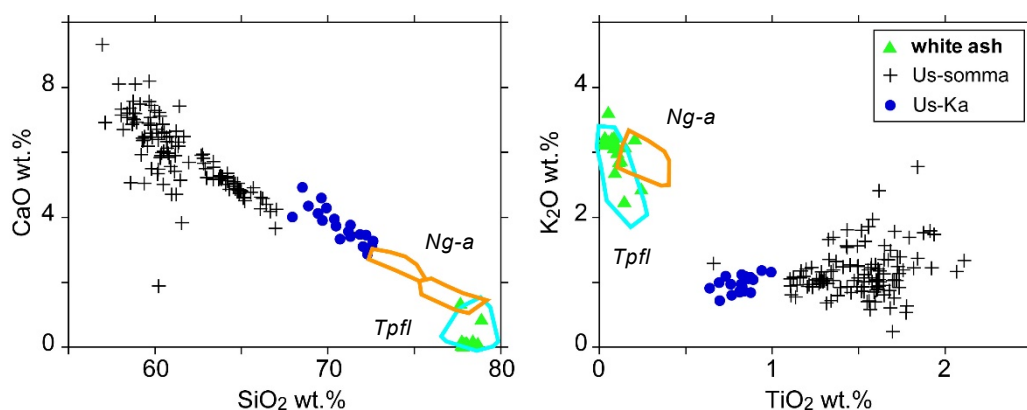 8
4
0
CaO wt.%
60
70
80
SiO₂ wt.%
Ng-a
Tpfl
4
2
0
K₂O wt.%
0
1
2
TiO₂ wt.%
Ng-a
Tpfl
white ash
Us-somma
Us-Ka